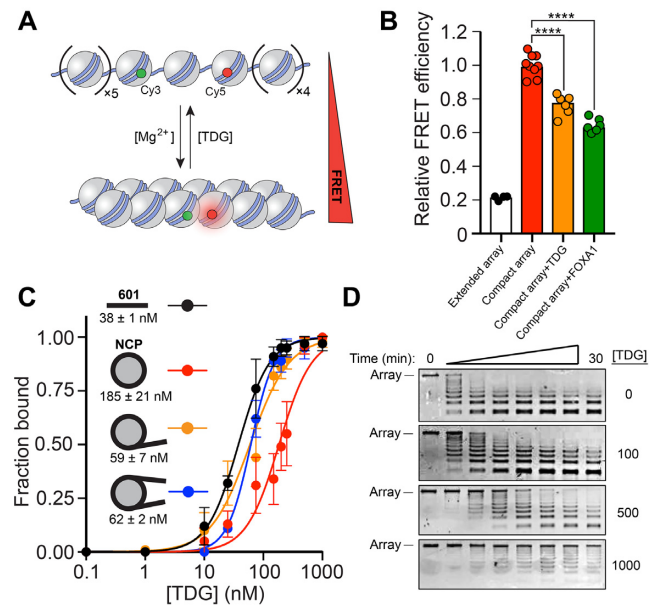 A
×5
Cy3
Cy5
×4
[Mg²⁺]
[TDG]
FRET
B
Relative FRET efficiency
1.2
1.0
0.8
0.6
0.4
0.2
0
****
****
Extended array
Compact array
Compact array+TDG
Compact array+FOXA1
C
601
38 ± 1 nM
NCP
185 ± 21 nM
59 ± 7 nM
62 ± 2 nM
Fraction bound
1.00
0.75
0.50
0.25
0.00
0.1
1
10
100
1000
[TDG] (nM)
D
Time (min): 0 30 [TDG]
Array 0
Array 100
Array 500
Array 1000